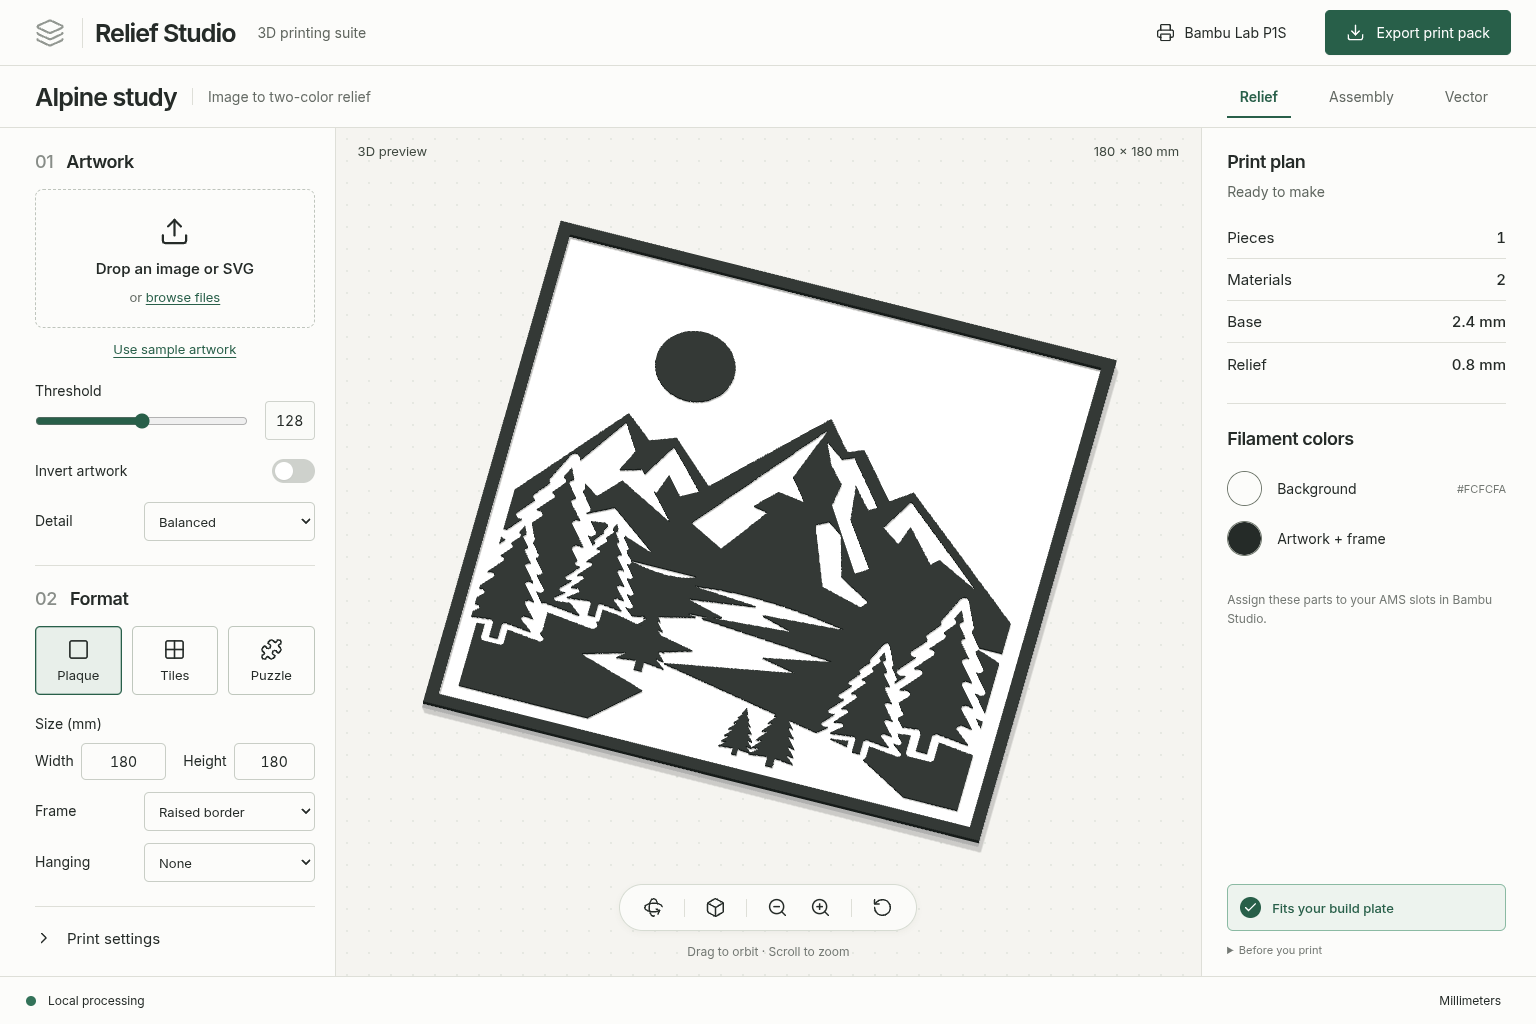 Relief Studio
3D printing suite
Bambu Lab P1S
Export print pack
Alpine study
Image to two-color relief
Relief
Assembly
Vector
01 Artwork
Drop an image or SVG
or browse files
Use sample artwork
Threshold
128
Invert artwork
Detail
Balanced
02 Format
Plaque
Tiles
Puzzle
Size (mm)
Width 180 Height 180
Frame
Raised border
Hanging
None
Print settings
3D preview
180 × 180 mm
Drag to orbit · Scroll to zoom
Print plan
Ready to make
Pieces 1
Materials 2
Base 2.4 mm
Relief 0.8 mm
Filament colors
Background #FCFCFA
Artwork + frame
Assign these parts to your AMS slots in Bambu
Studio.
Fits your build plate
Before you print
Local processing
Millimeters